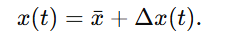 x(t) = x̄ + Δx(t).